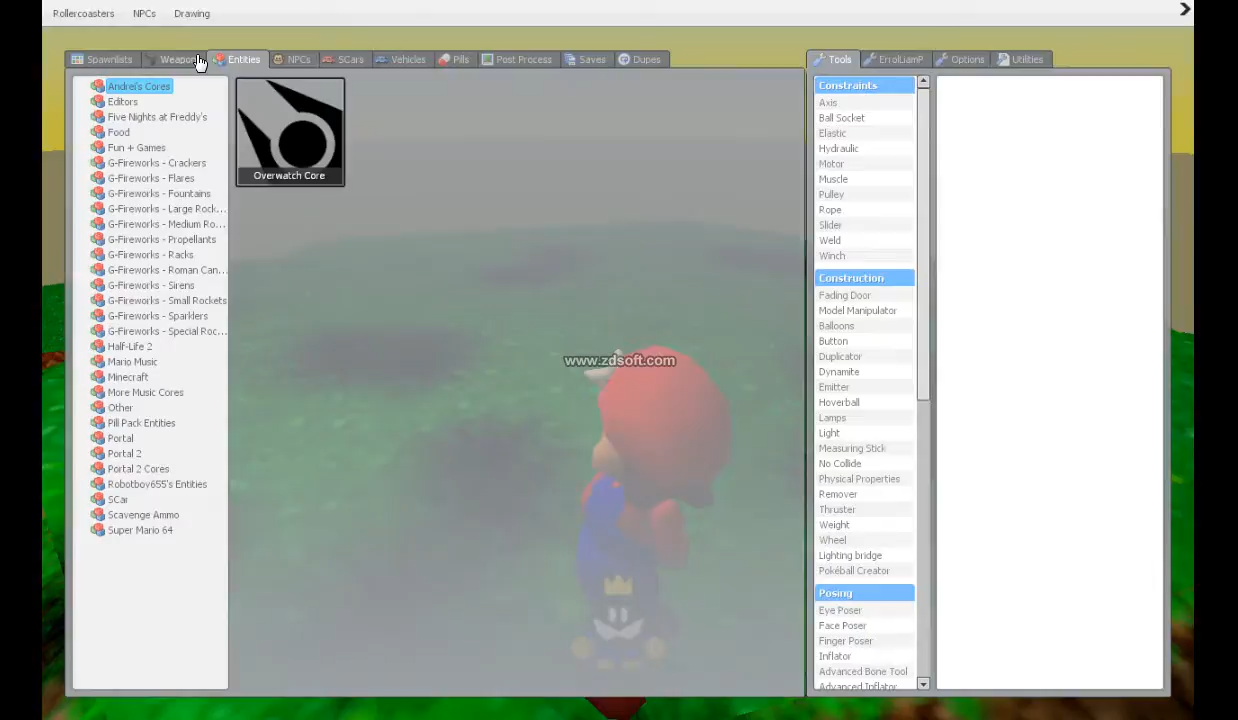 Rollercoasters NPCs Drawing
Spawnlists Weapon Entities NPCs SCars Vehicles Pills Post Process Saves Dupes
Tools ErrolLiamP Options Utilities
Andrei's Cores
Editors
Five Nights at Freddy's
Food
Fun + Games
G-Fireworks - Crackers
G-Fireworks - Flares
G-Fireworks - Fountains
G-Fireworks - Large Rock...
G-Fireworks - Medium Ro...
G-Fireworks - Propellants
G-Fireworks - Racks
G-Fireworks - Roman Can...
G-Fireworks - Sirens
G-Fireworks - Small Rockets
G-Fireworks - Sparklers
G-Fireworks - Special Roc...
Half-Life 2
Mario Music
Minecraft
More Music Cores
Other
Pill Pack Entities
Portal
Portal 2
Portal 2 Cores
Robotboy655's Entities
SCar
Scavenge Ammo
Super Mario 64
Overwatch Core
www.zdsoft.com
Constraints
Axis
Ball Socket
Elastic
Hydraulic
Motor
Muscle
Pulley
Rope
Slider
Weld
Winch
Construction
Fading Door
Model Manipulator
Balloons
Button
Duplicator
Dynamite
Emitter
Hoverball
Lamps
Light
Measuring Stick
No Collide
Physical Properties
Remover
Thruster
Weight
Wheel
Lighting bridge
Pokéball Creator
Posing
Eye Poser
Face Poser
Finger Poser
Inflator
Advanced Bone Tool
Advanced Inflator